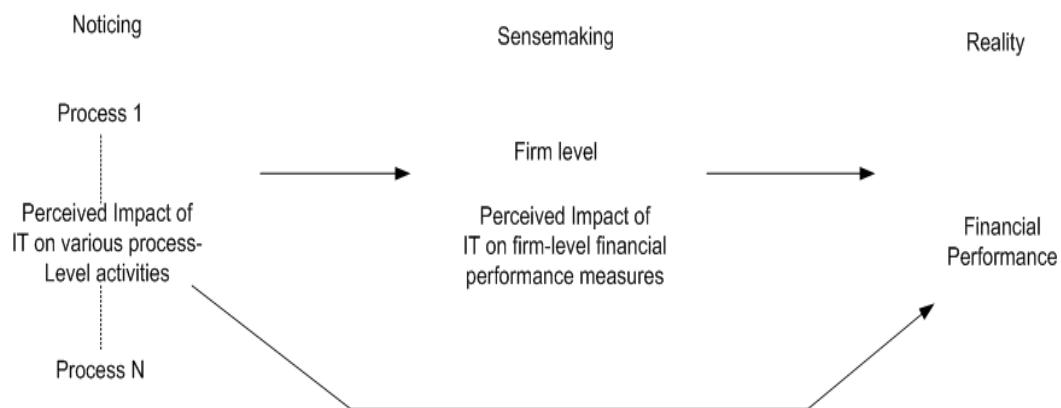 Noticing
Sensemaking
Reality
Process 1
Firm level
Perceived Impact of
IT on various process-
Level activities
Perceived Impact of
IT on firm-level financial
performance measures
Financial
Performance
Process N